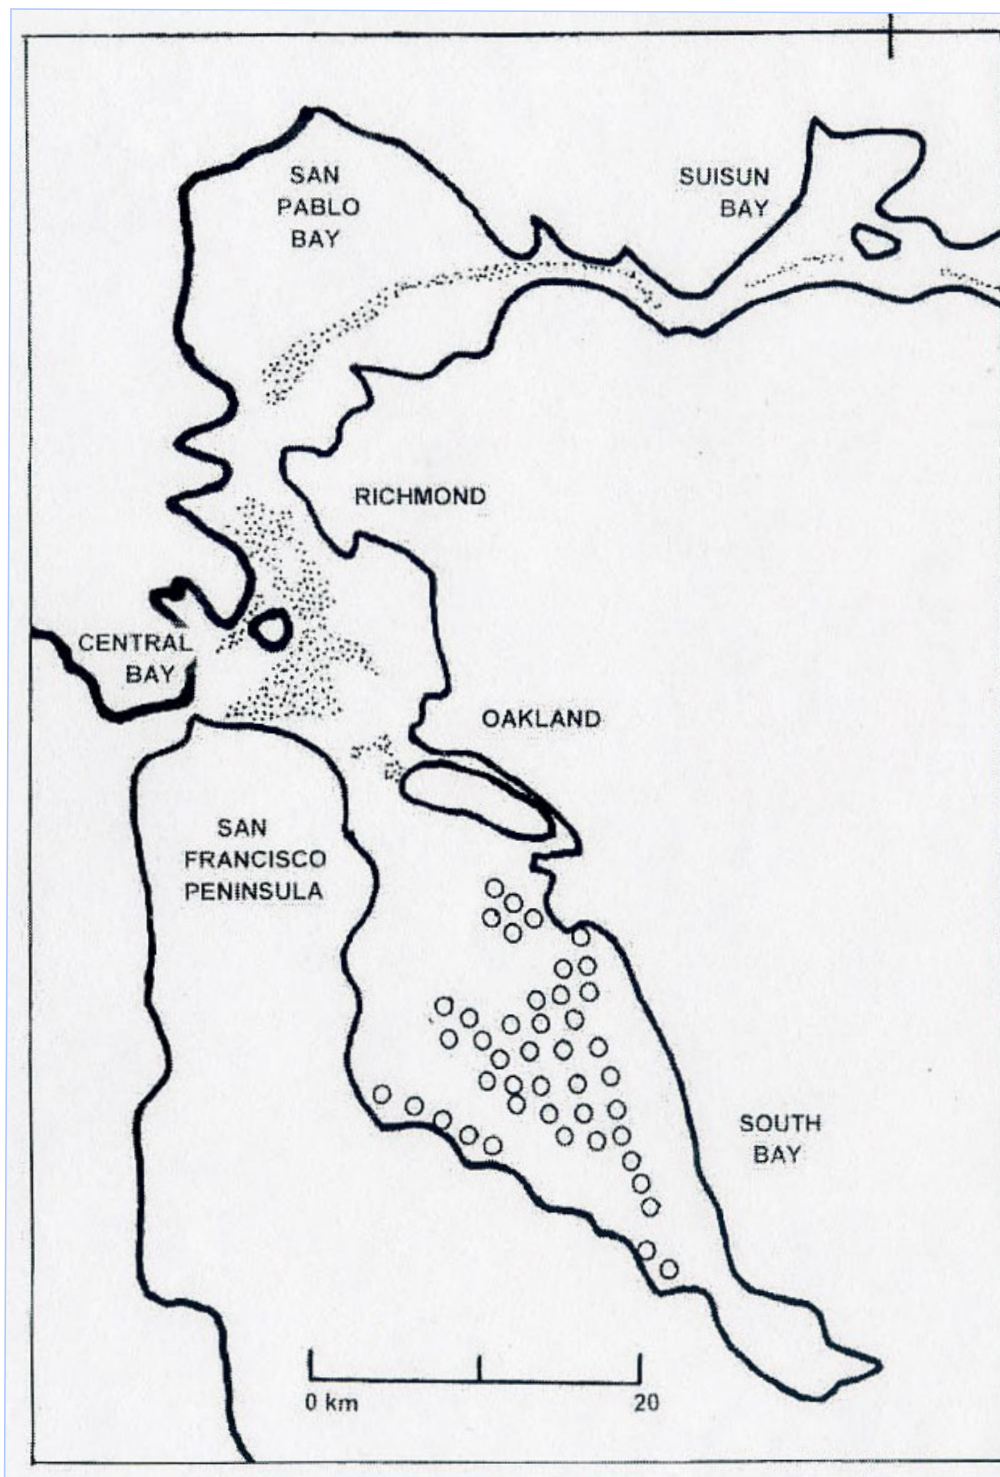 SAN
PABLO
BAY
SUISUN
BAY
RICHMOND
CENTRAL
BAY
OAKLAND
SAN
FRANCISCO
PENINSULA
SOUTH
BAY
0 km
20